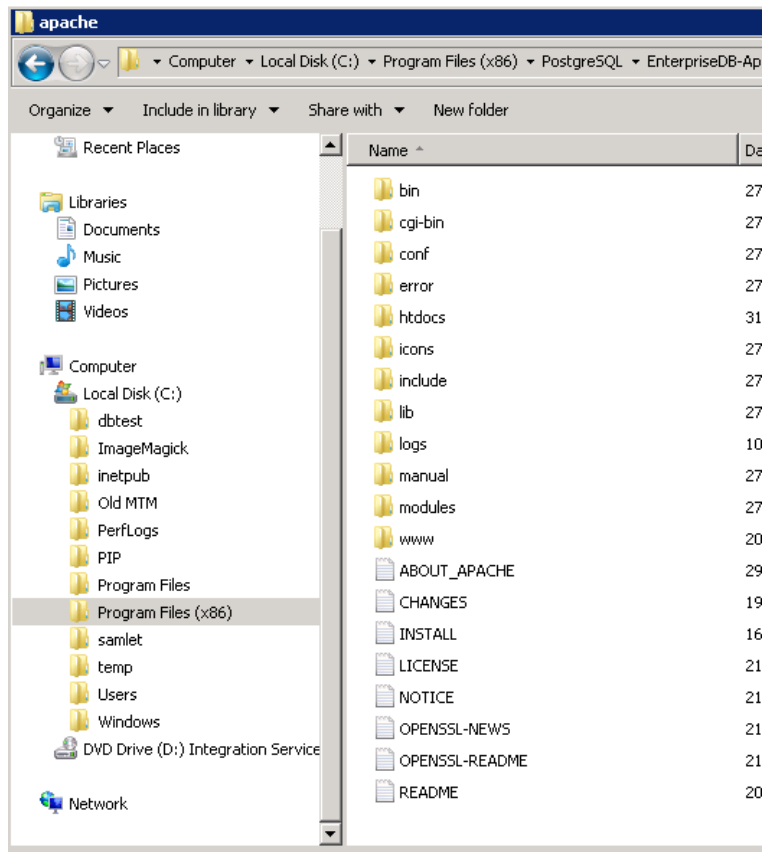 apache
Computer Local Disk (C:) Program Files (x86) PostgreSQL EnterpriseDB-Ap
Organize Include in library Share with New folder
Recent Places
Libraries
Documents
Music
Pictures
Videos
Computer
Local Disk (C:)
dbtest
ImageMagick
inetpub
Old MTM
PerfLogs
PIP
Program Files
Program Files (x86)
samlet
temp
Users
Windows
DVD Drive (D:) Integration Service
Network
Name Da
bin 27
cgi-bin 27
conf 27
error 27
htdocs 31
icons 27
include 27
lib 27
logs 10
manual 27
modules 27
www 20
ABOUT_APACHE 29
CHANGES 19
INSTALL 16
LICENSE 21
NOTICE 21
OPENSSL-NEWS 21
OPENSSL-README 21
README 20